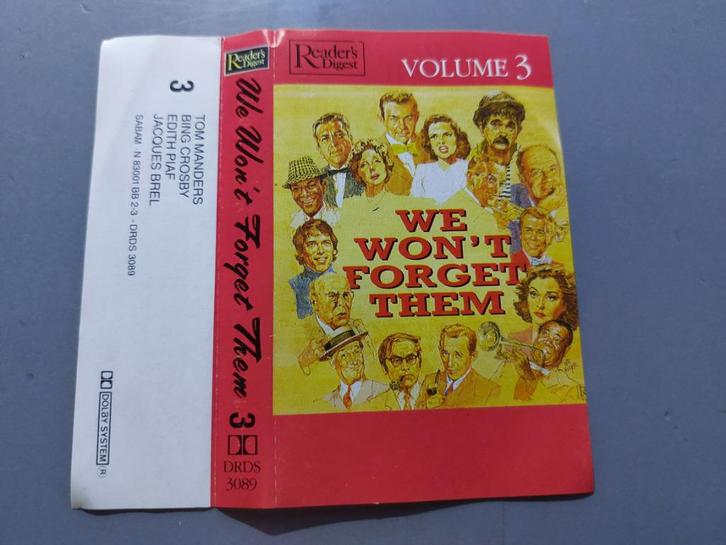 3
TOM MANDERS
BING CROSBY
EDITH PIAF
JACQUES BREL
SABAM - N 83001 BB 2-3 - DRDS 3089
DOLBY SYSTEM (R)
Reader's
Digest
We Won't Forget Them 3
DRDS
3089
Reader's
Digest
VOLUME 3
WE
WON'T
FORGET
THEM